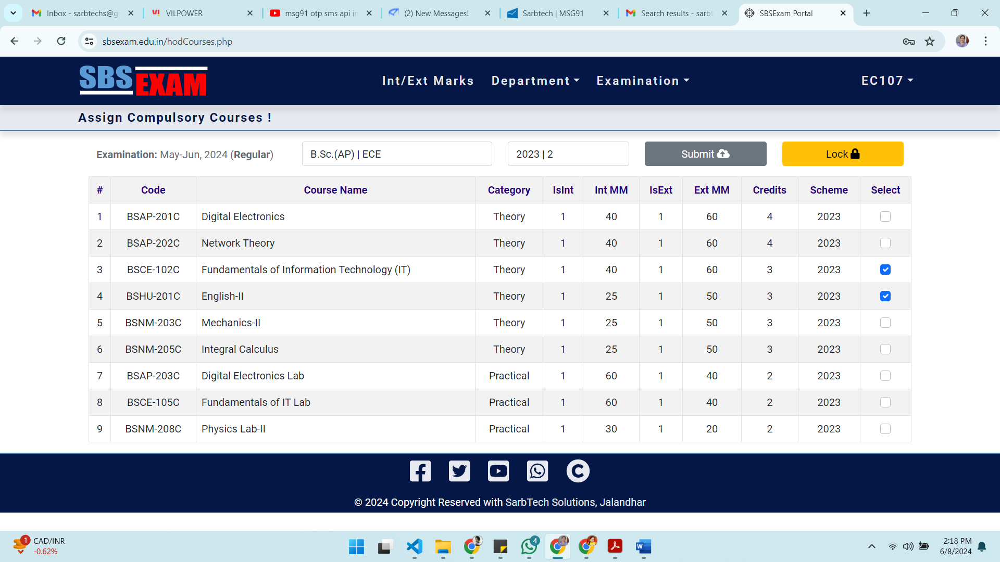 Inbox - sarbtechs@g
VILPOWER
msg91 otp sms api in
(2) New Messages!
Sarbtech | MSG91
Search results - sarbt
SBSExam Portal
sbsexam.edu.in/hodCourses.php
SBS EXAM
Int/Ext Marks
Department
Examination
EC107
Assign Compulsory Courses !
Examination: May-Jun, 2024 (Regular)
B.Sc.(AP) | ECE
2023 | 2
Submit
Lock
# Code Course Name Category IsInt Int MM IsExt Ext MM Credits Scheme Select
1 BSAP-201C Digital Electronics Theory 1 40 1 60 4 2023
2 BSAP-202C Network Theory Theory 1 40 1 60 4 2023
3 BSCE-102C Fundamentals of Information Technology (IT) Theory 1 40 1 60 3 2023
4 BSHU-201C English-II Theory 1 25 1 50 3 2023
5 BSNM-203C Mechanics-II Theory 1 25 1 50 3 2023
6 BSNM-205C Integral Calculus Theory 1 25 1 50 3 2023
7 BSAP-203C Digital Electronics Lab Practical 1 60 1 40 2 2023
8 BSCE-105C Fundamentals of IT Lab Practical 1 60 1 40 2 2023
9 BSNM-208C Physics Lab-II Practical 1 30 1 20 2 2023
© 2024 Copyright Reserved with SarbTech Solutions, Jalandhar
1
CAD/INR
-0.62%
4
2:18 PM
6/8/2024